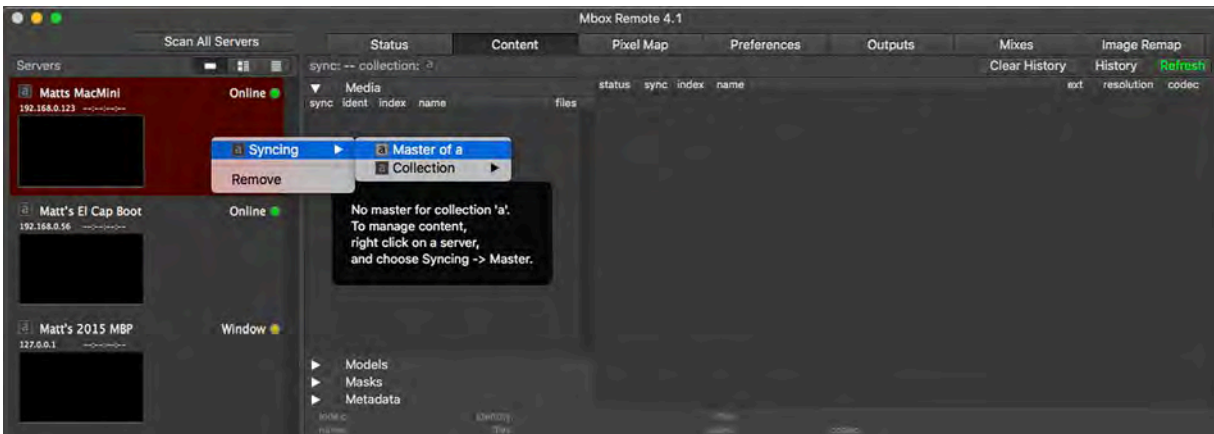 Mbox Remote 4.1
Scan All Servers
Status Content Pixel Map Preferences Outputs Mixes Image Remap
Servers
sync: -- collection: a
Clear History History Refresh
a Matts MacMini Online
192.168.0.123 --:--:--:--
Media
sync ident index name files
status sync index name ext resolution codec
a Syncing
Remove
a Master of a
a Collection
No master for collection 'a'.
To manage content,
right click on a server,
and choose Syncing -> Master.
a Matt's El Cap Boot Online
192.168.0.56 --:--:--:--
a Matt's 2015 MBP Window
127.0.0.1 --:--:--:--
Models
Masks
Metadata
index: identity:
name:
codec: